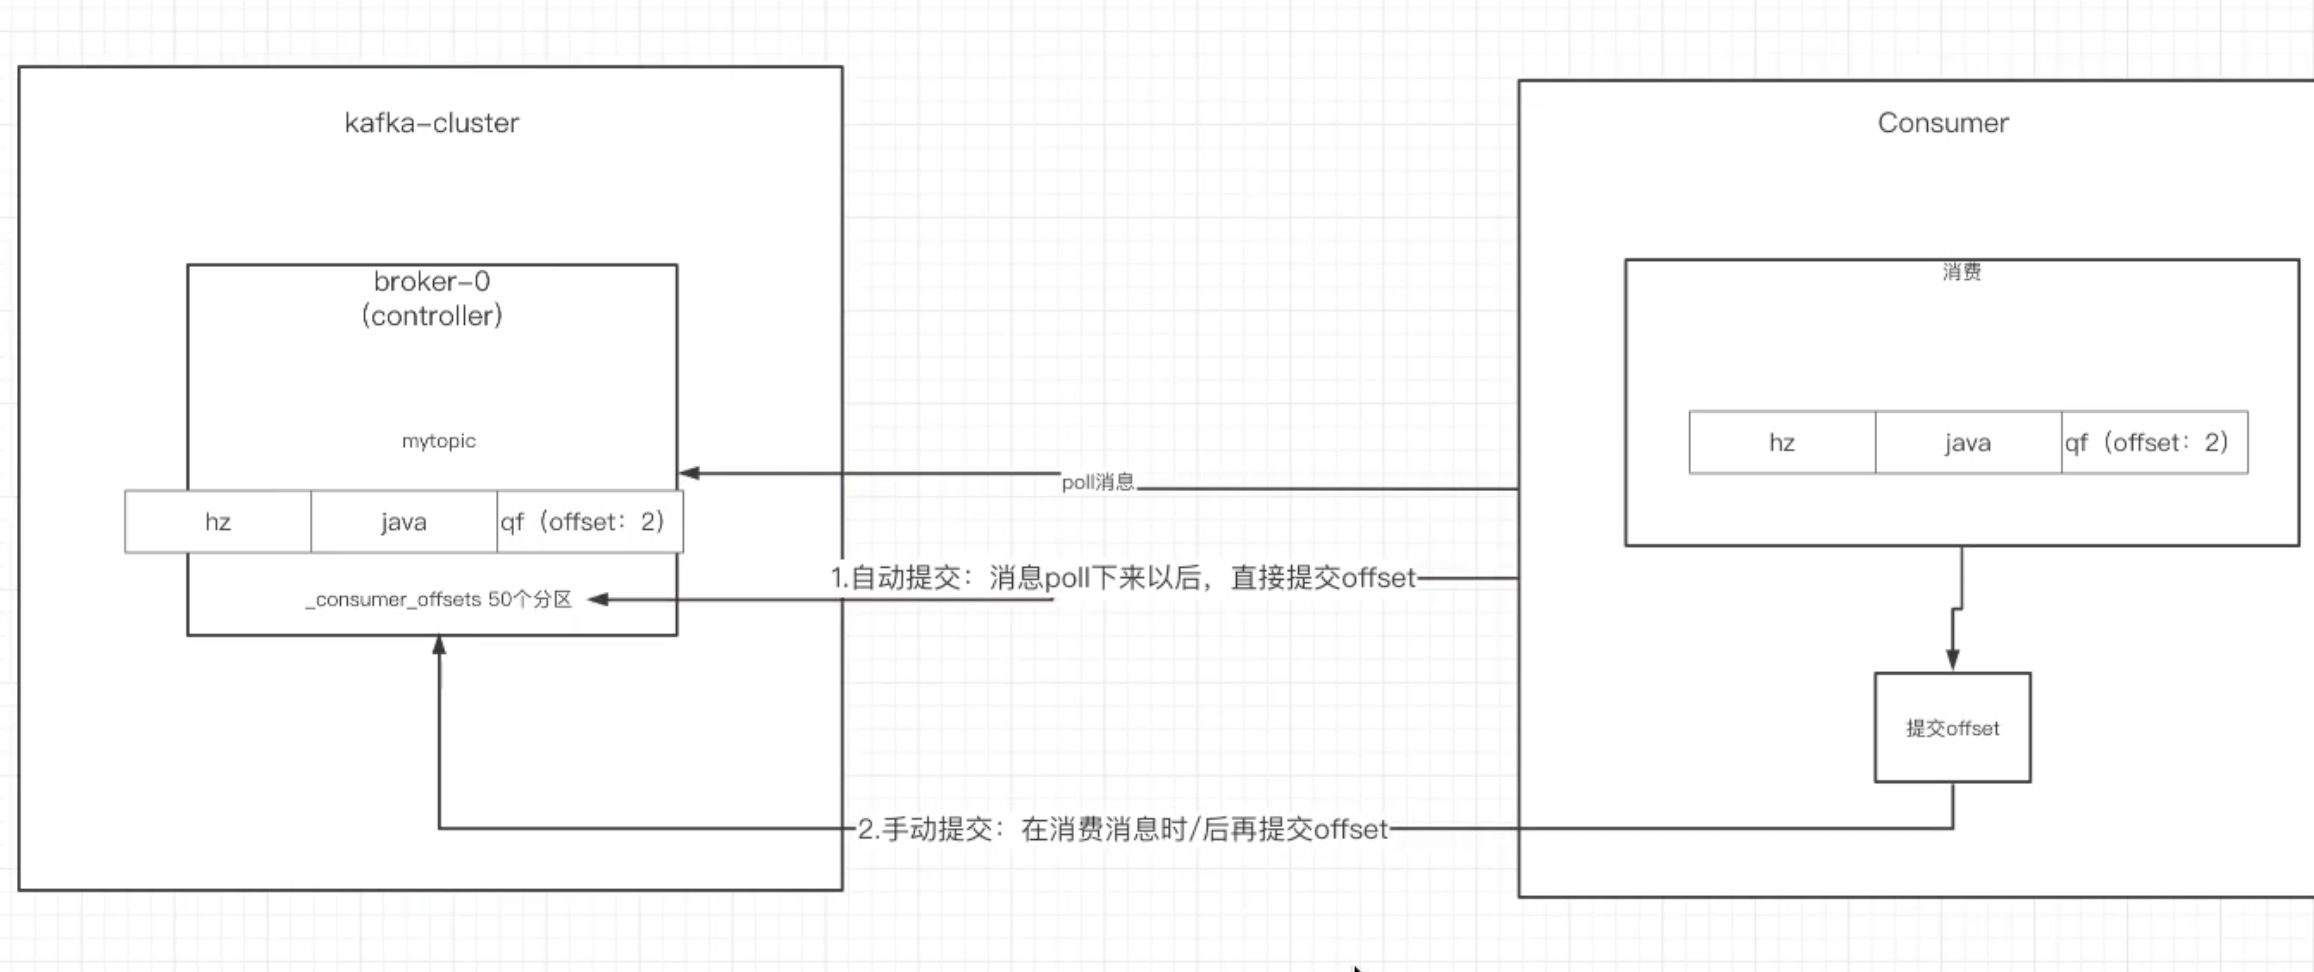 kafka-cluster
broker-0
(controller)
mytopic
hz
java
qf（offset：2）
_consumer_offsets 50个分区
poll消息
1.自动提交：消息poll下来以后，直接提交offset
2.手动提交：在消费消息时/后再提交offset
Consumer
消费
hz
java
qf（offset：2）
提交offset